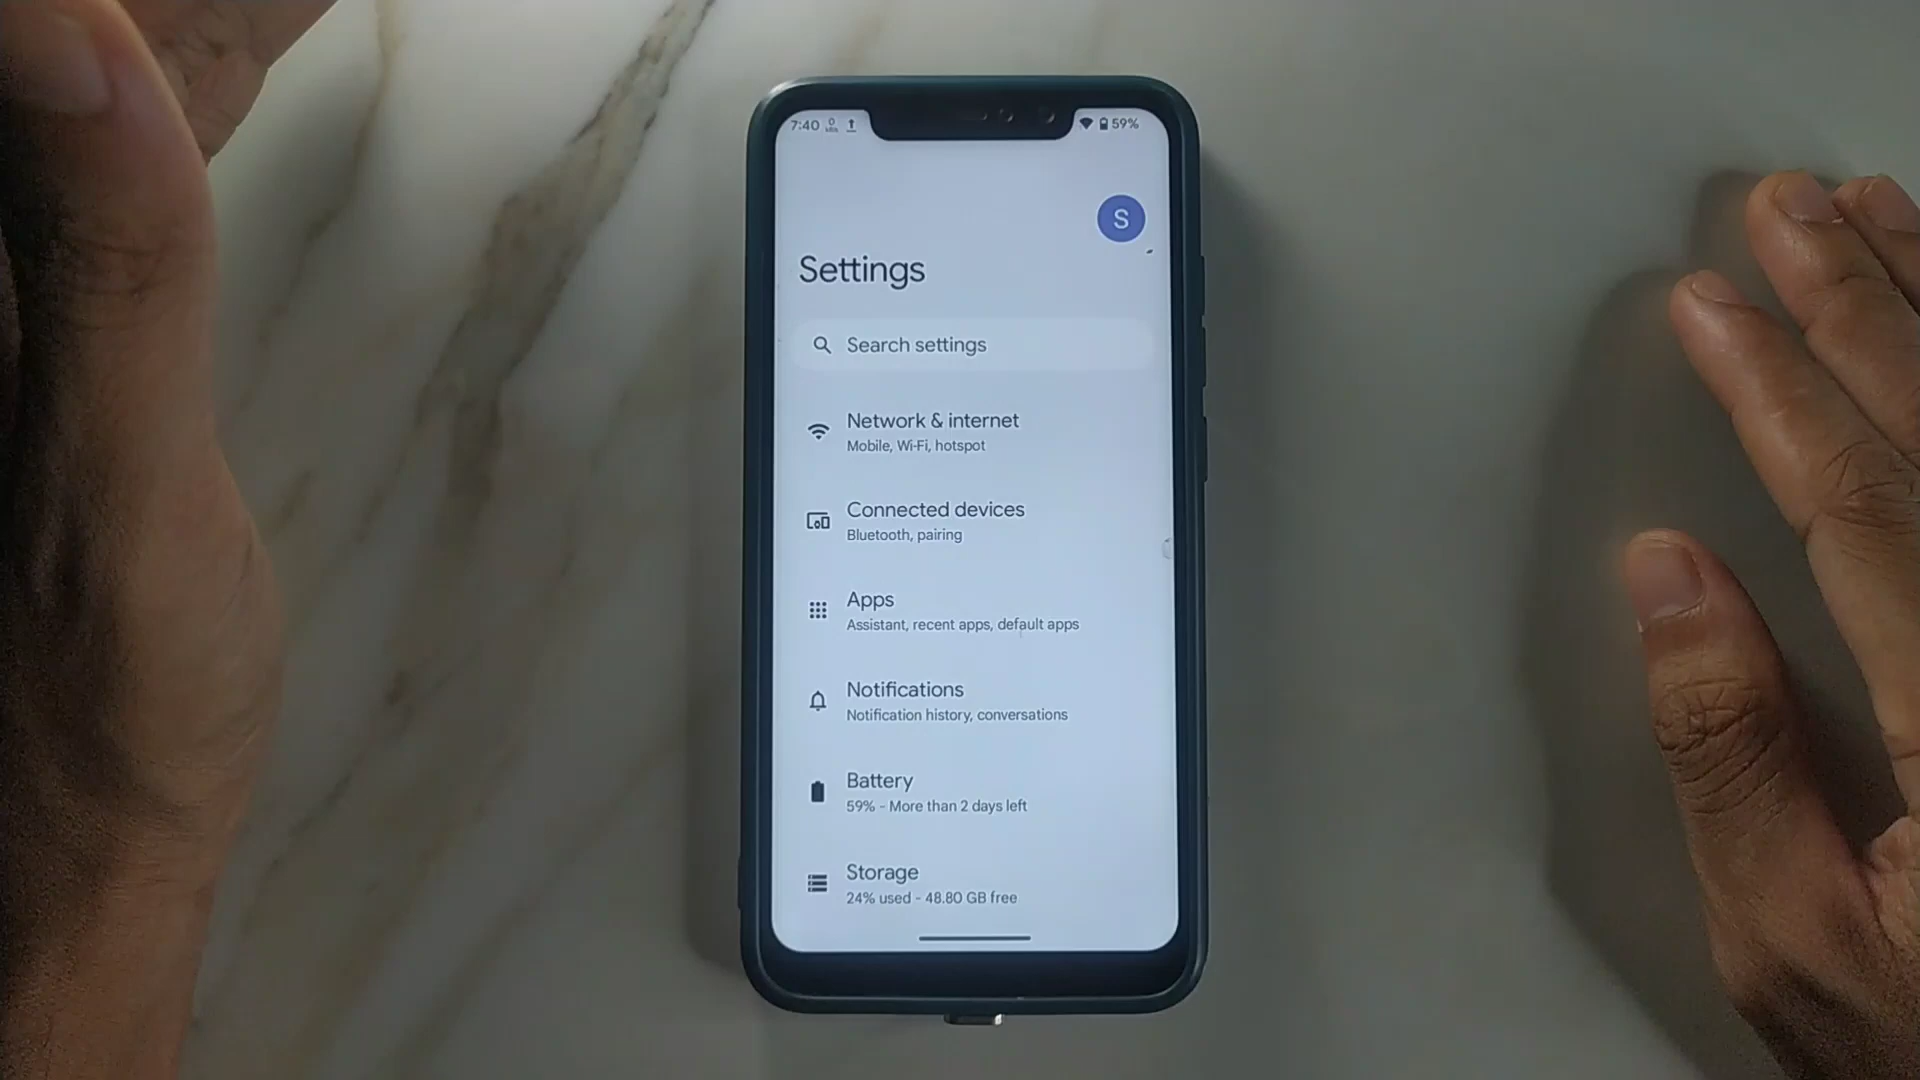 7:40 59%
S
Settings
Search settings
Network & internet
Mobile, Wi-Fi, hotspot
Connected devices
Bluetooth, pairing
Apps
Assistant, recent apps, default apps
Notifications
Notification history, conversations
Battery
59% - More than 2 days left
Storage
24% used - 48.80 GB free